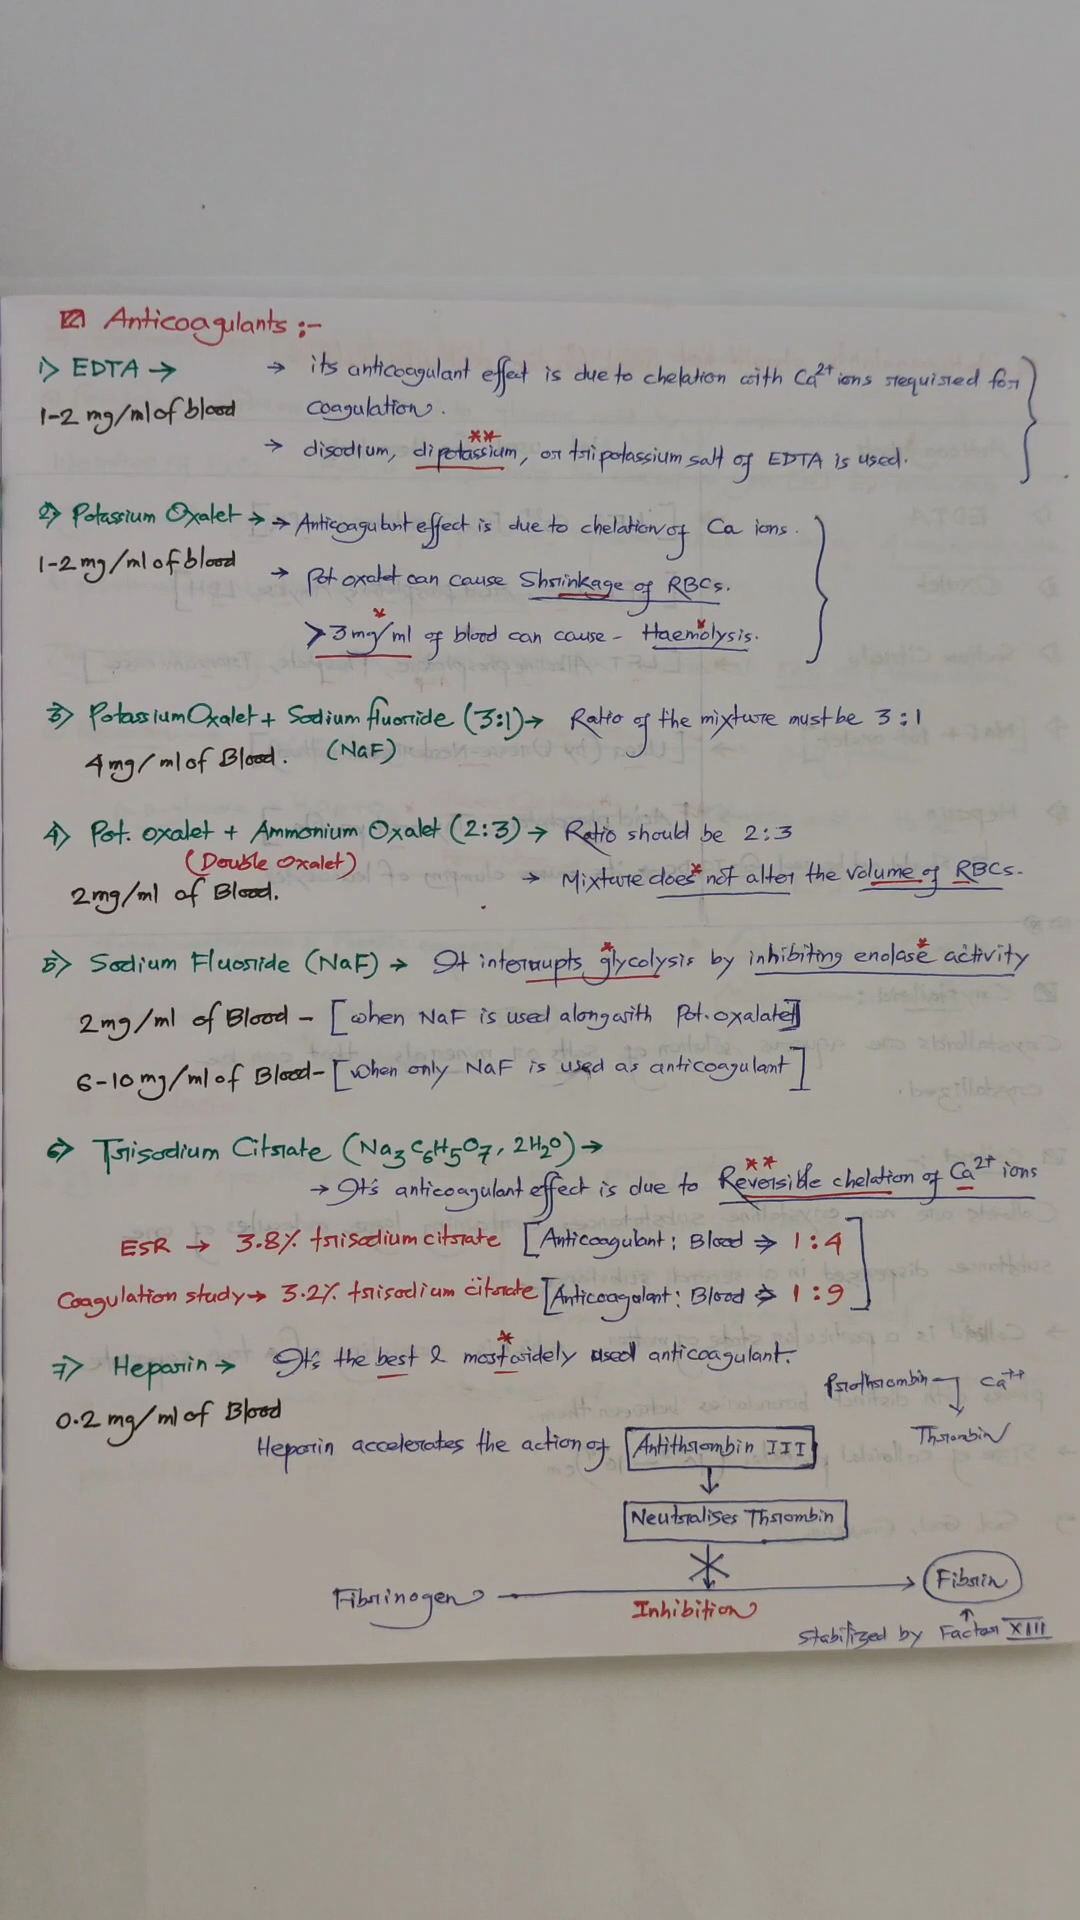 Anticoagulants :-
1) EDTA → → its anticoagulant effect is due to chelation with Ca2+ ions required for
1-2 mg/ml of blood coagulation.
→ disodium, dipotassium, or tripotassium salt of EDTA is used.
**
2) Potassium Oxalet → → Anticoagulant effect is due to chelation of Ca ions.
1-2 mg/ml of blood
→ Pot oxalet can cause Shrinkage of RBCs.
* *
>3 mg/ml of blood can cause - Haemolysis.
3) Potassium Oxalet + Sodium fluoride (3:1) → Ratio of the mixture must be 3:1
(NaF)
4 mg/ml of Blood.
4) Pot. oxalet + Ammonium Oxalet (2:3) → Ratio should be 2:3
(Double Oxalet)
2 mg/ml of Blood. → Mixture does* not alter the volume of RBCs.
5) Sodium Fluoride (NaF) → It interrupts glycolysis by inhibiting enolase activity
* *
2 mg/ml of Blood - [when NaF is used along with Pot. oxalate]
6-10 mg/ml of Blood - [when only NaF is used as anticoagulant]
6) Trisodium Citrate (Na3C6H5O7, 2H2O) →
**
→ It's anticoagulant effect is due to Reversible chelation of Ca2+ ions
ESR → 3.8% trisodium citrate [Anticoagulant : Blood ⇒ 1:4]
Coagulation study → 3.2% trisodium citrate [Anticoagulant : Blood ⇒ 1:9]
7) Heparin → It's the best & most* widely used anticoagulant.
0.2 mg/ml of Blood
Prothrombin Ca++
Thrombin
Heparin accelerates the action of Antithrombin III
Neutralises Thrombin
Fibrinogen Fibrin
Inhibition
Stabilized by Factor XIII